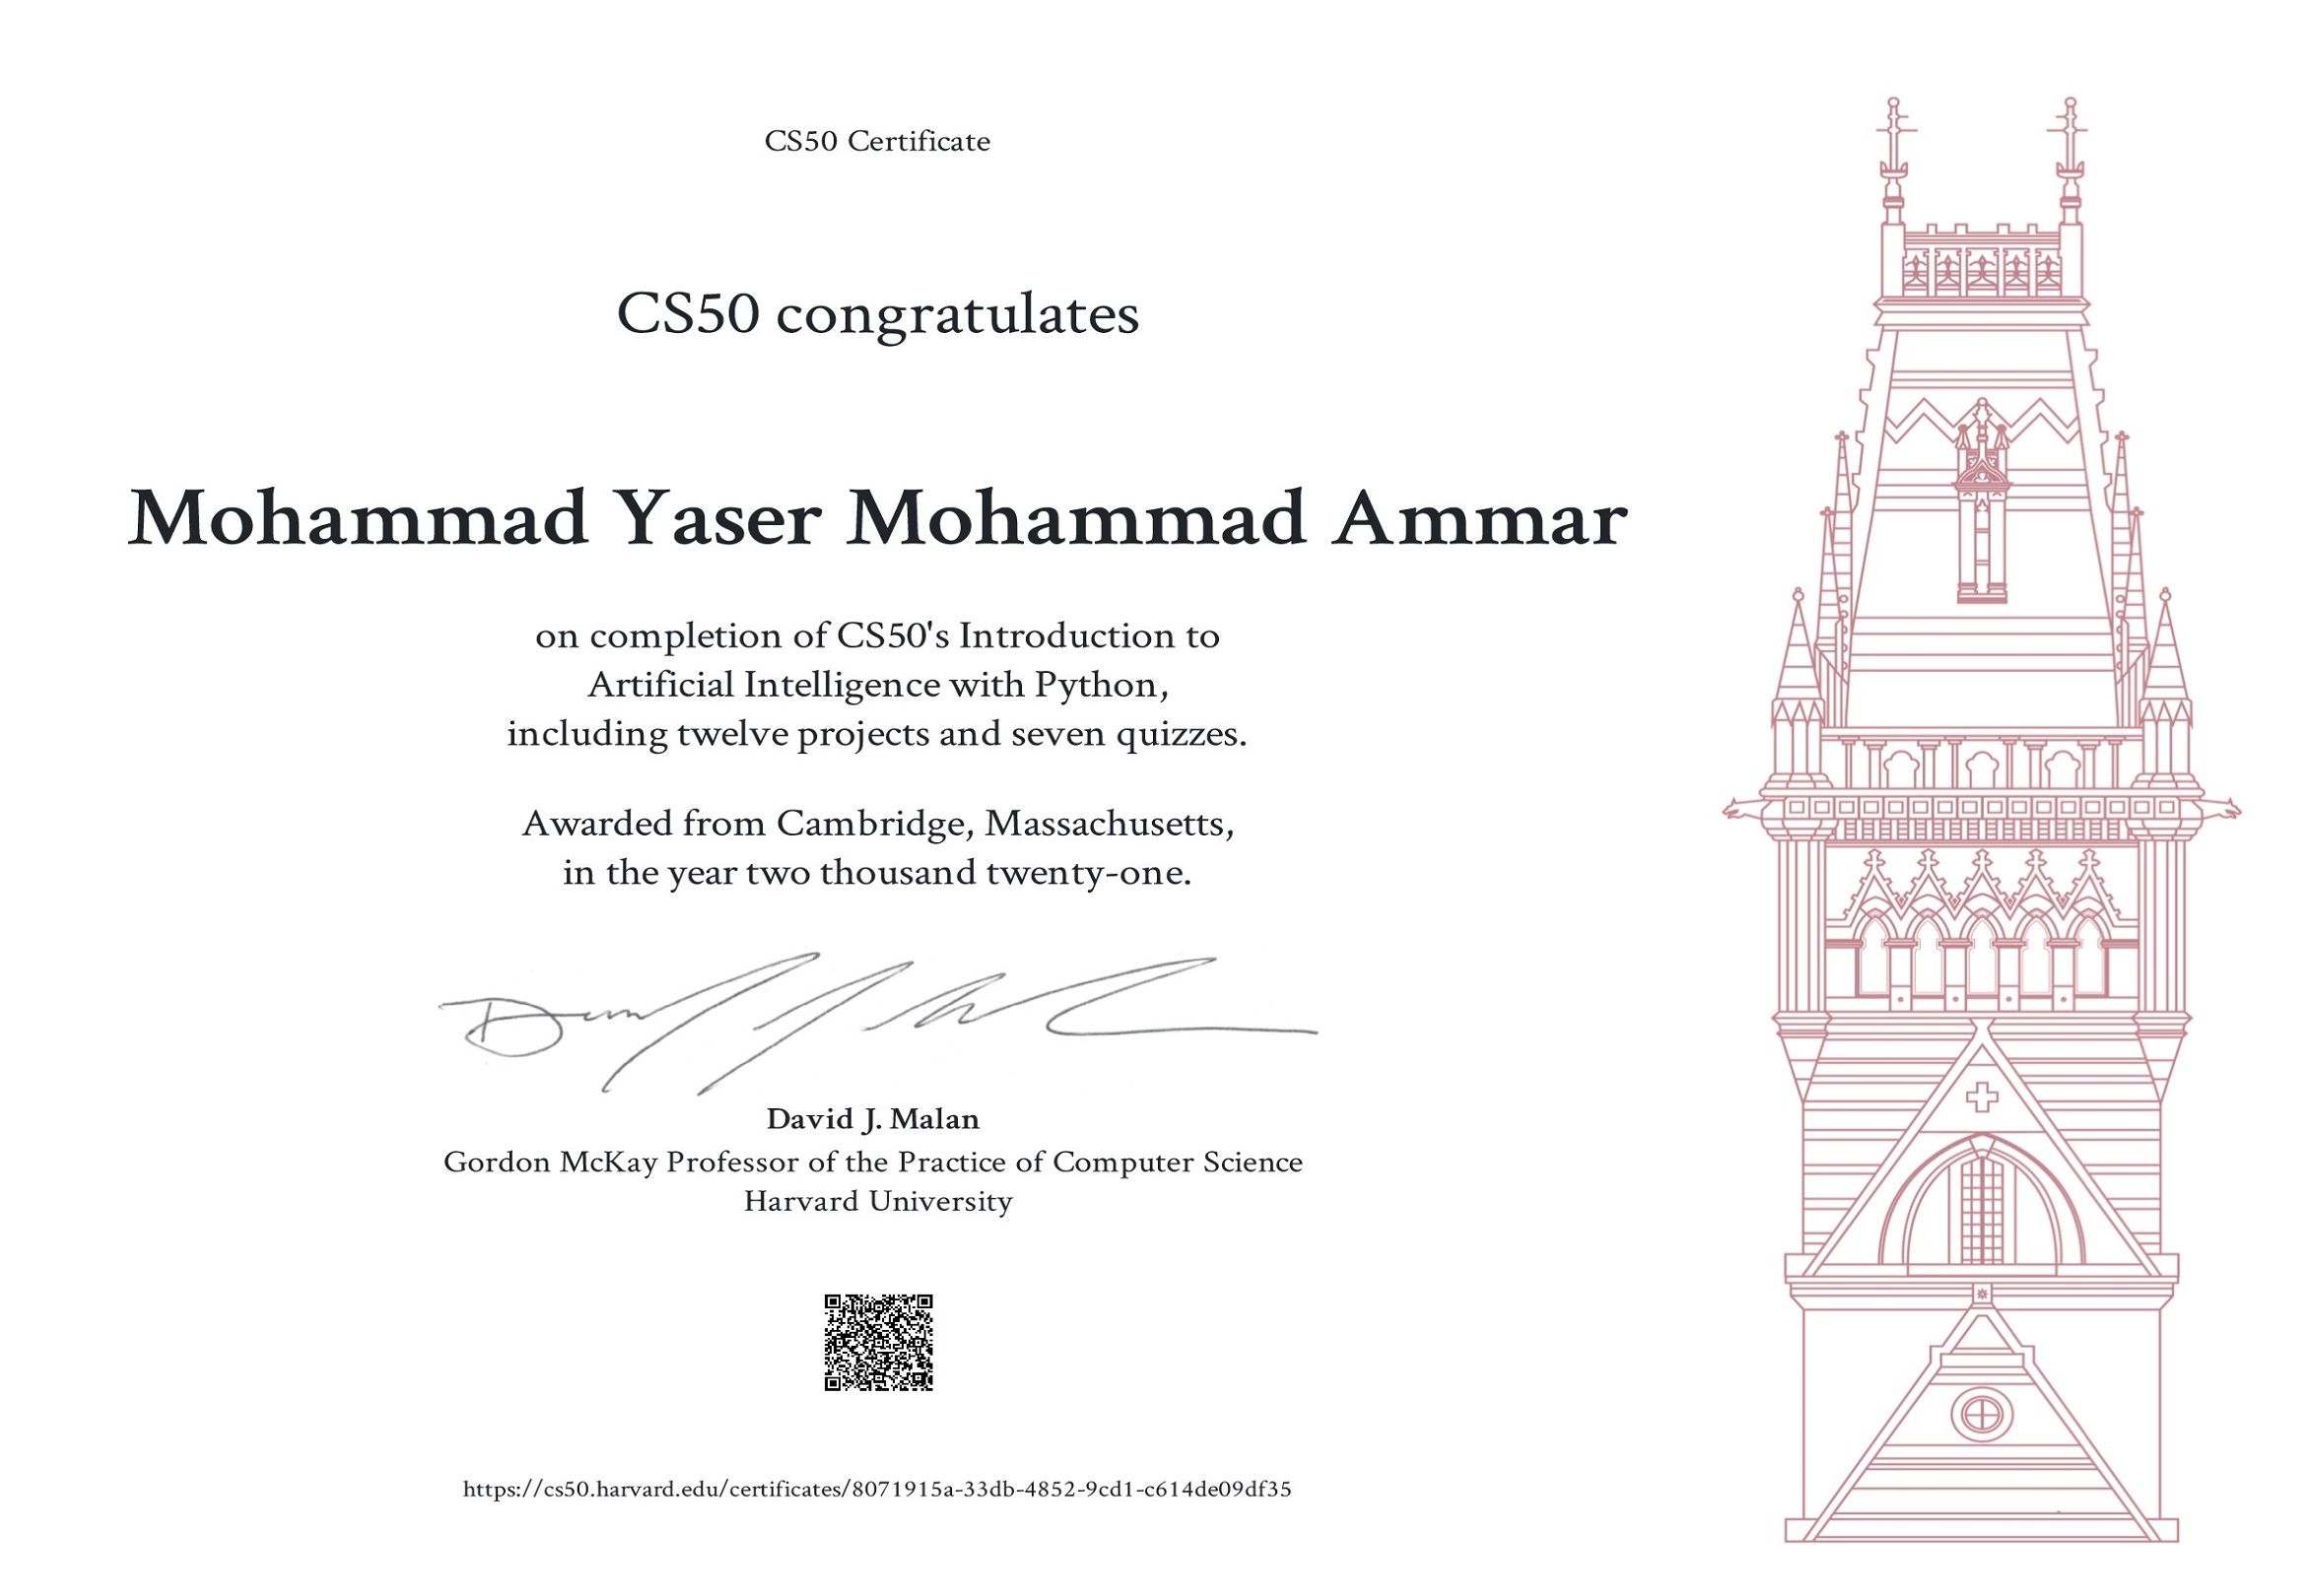 CS50 Certificate
CS50 congratulates
Mohammad Yaser Mohammad Ammar
on completion of CS50's Introduction to
Artificial Intelligence with Python,
including twelve projects and seven quizzes.
Awarded from Cambridge, Massachusetts,
in the year two thousand twenty-one.
David J. Malan
Gordon McKay Professor of the Practice of Computer Science
Harvard University
https://cs50.harvard.edu/certificates/8071915a-33db-4852-9cd1-c614de09df35